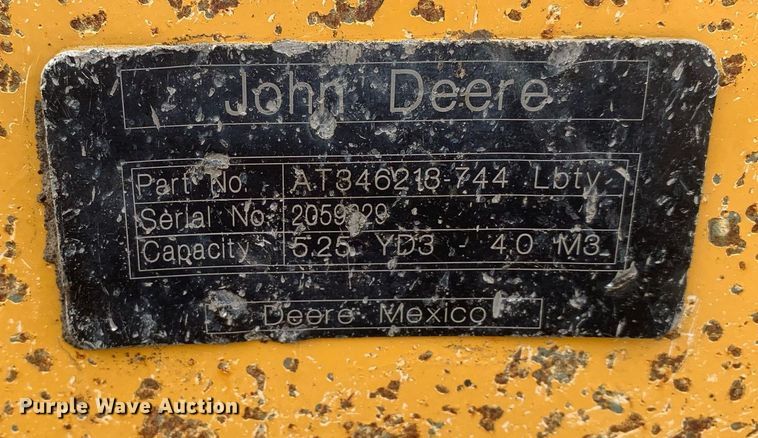 John Deere
Part No. AT346218 744 Lbty
Serial No. 2059929
Capacity 5.25 YD3 - 4.0 M3
Deere Mexico
Purple Wave Auction